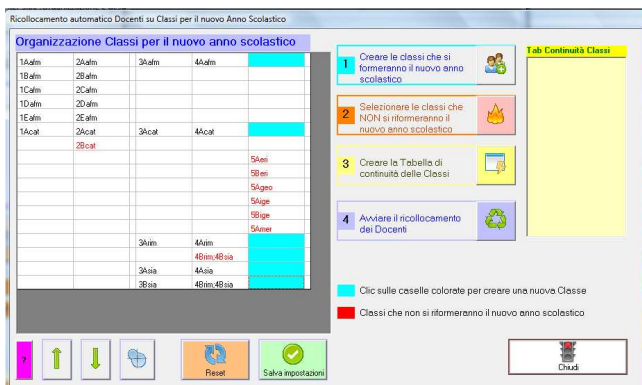 Ricollocamento automatico Docenti su Classi per il nuovo Anno Scolastico
Organizzazione Classi per il nuovo anno scolastico
1Aafm 2Aafm 3Aafm 4Aafm
1Bafm 2Bafm
1Cafm 2Cafm
1Dafm 2Dafm
1Eafm 2Eafm
1Acat 2Acat 3Acat 4Acat
2Bcat
5Aeri
5Beri
5Ageo
5Aige
5Bige
5Amer
3Arim 4Arim
4Brim;4Bsia
3Asia 4Asia
3Bsia 4Brim;4Bsia
1 Creare le classi che si
formeranno il nuovo anno
scolastico
2 Selezionare le classi che
NON si riformeranno il
nuovo anno scolastico
3 Creare la Tabella di
continuità delle Classi
4 Avviare il ricollocamento
dei Docenti
Tab Continuità Classi
Clic sulle caselle colorate per creare una nuova Classe
Classi che non si riformeranno il nuovo anno scolastico
?
Reset
Salva impostazioni
Chiudi